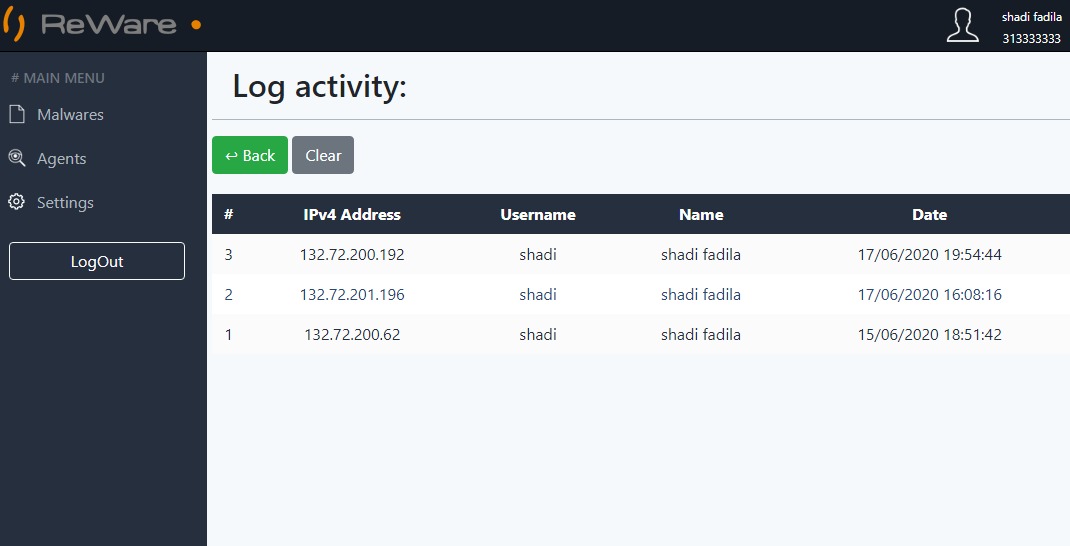 ReWare
shadi fadila
313333333
# MAIN MENU
Malwares
Agents
Settings
LogOut
Log activity:
↩ Back Clear
# IPv4 Address Username Name Date
3 132.72.200.192 shadi shadi fadila 17/06/2020 19:54:44
2 132.72.201.196 shadi shadi fadila 17/06/2020 16:08:16
1 132.72.200.62 shadi shadi fadila 15/06/2020 18:51:42